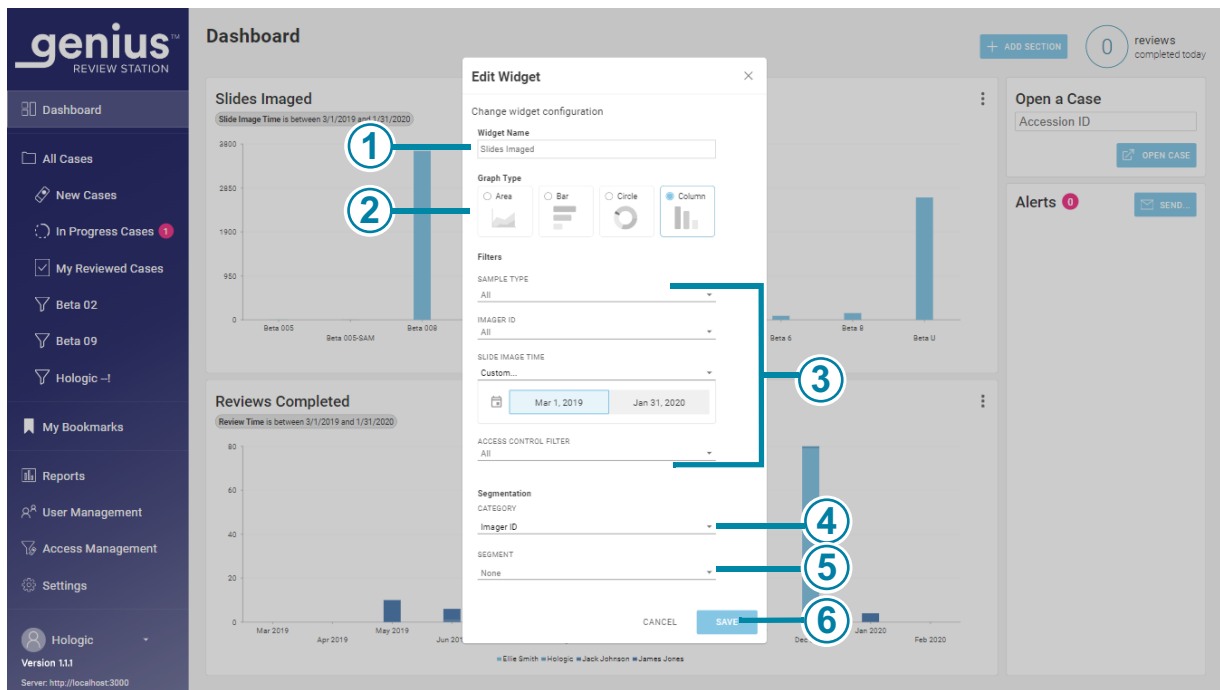 genius™
REVIEW STATION
Dashboard
All Cases
New Cases
In Progress Cases 1
My Reviewed Cases
Beta 02
Beta 09
Hologic –!
My Bookmarks
Reports
User Management
Access Management
Settings
Hologic
Version 1.1.1
Server: http://localhost:3000
Dashboard
+ ADD SECTION
0 reviews
completed today
Slides Imaged
Slide Image Time is between 3/1/2019 and 1/31/2020
3800
2850
1900
950
0
Beta 005
Beta 005-SAM
Beta 008
Beta 6
Beta 8
Beta U
Reviews Completed
Review Time is between 3/1/2019 and 1/31/2020
80
60
40
20
0
Mar 2019
Apr 2019
May 2019
Jun 201
Dec
Jan 2020
Feb 2020
Ellie Smith Hologic Jack Johnson James Jones
Edit Widget
Change widget configuration
Widget Name
Slides Imaged
1
Graph Type
Area Bar Circle Column
2
Filters
SAMPLE TYPE
All
IMAGER ID
All
SLIDE IMAGE TIME
Custom...
Mar 1, 2019 Jan 31, 2020
ACCESS CONTROL FILTER
All
3
Segmentation
CATEGORY
Imager ID
4
SEGMENT
None
5
CANCEL SAVE
6
Open a Case
Accession ID
OPEN CASE
Alerts 0
SEND...